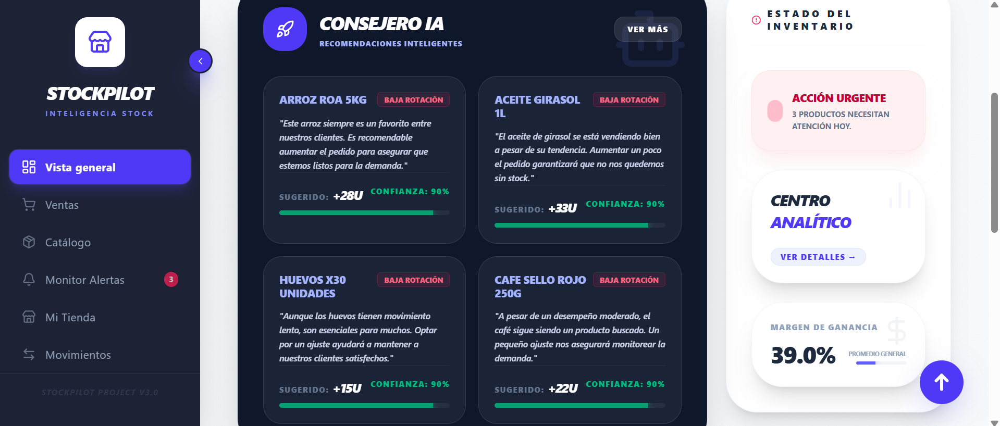 STOCKPILOT
INTELIGENCIA STOCK
Vista general
Ventas
Catálogo
Monitor Alertas
3
Mi Tienda
Movimientos
STOCKPILOT PROJECT V3.0
CONSEJERO IA
RECOMENDACIONES INTELIGENTES
VER MÁS
ARROZ ROA 5KG
BAJA ROTACIÓN
"Este arroz siempre es un favorito entre
nuestros clientes. Es recomendable
aumentar el pedido para asegurar que
estemos listos para la demanda."
SUGERIDO: +28U
CONFIANZA: 90%
ACEITE GIRASOL
1L
BAJA ROTACIÓN
"El aceite de girasol se está vendiendo bien
a pesar de su tendencia. Aumentar un poco
el pedido garantizará que no nos quedemos
sin stock."
SUGERIDO: +33U
CONFIANZA: 90%
HUEVOS X30
UNIDADES
BAJA ROTACIÓN
"Aunque los huevos tienen movimiento
lento, son esenciales para muchos. Optar
por un ajuste ayudará a mantener a
nuestros clientes satisfechos."
SUGERIDO: +15U
CONFIANZA: 90%
CAFE SELLO ROJO
250G
BAJA ROTACIÓN
"A pesar de un desempeño moderado, el
café sigue siendo un producto buscado. Un
pequeño ajuste nos asegurará monitorear la
demanda."
SUGERIDO: +22U
CONFIANZA: 90%
ESTADO DEL
INVENTARIO
ACCIÓN URGENTE
3 PRODUCTOS NECESITAN
ATENCIÓN HOY.
CENTRO
ANALÍTICO
VER DETALLES →
MARGEN DE GANANCIA
39.0%
PROMEDIO GENERAL